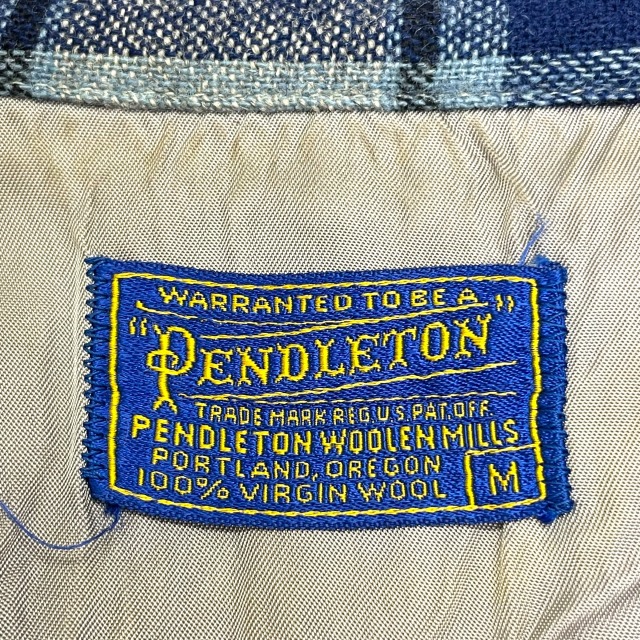 WARRANTED TO BE A
"PENDLETON"
TRADE MARK REG. U.S. PAT. OFF.
PENDLETON WOOLEN MILLS
PORTLAND, OREGON
100% VIRGIN WOOL
M